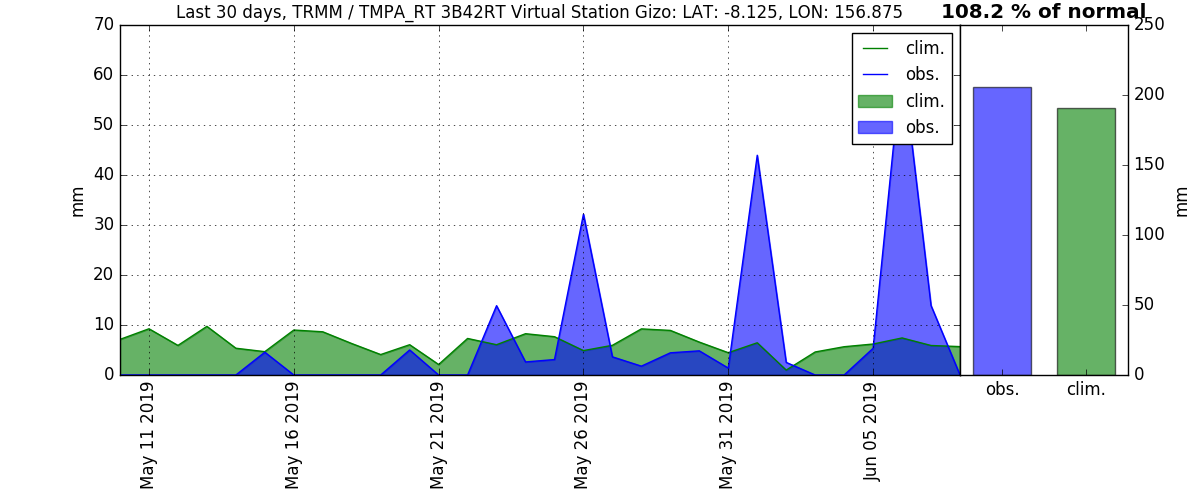 Last 30 days, TRMM / TMPA_RT 3B42RT Virtual Station Gizo: LAT: -8.125, LON: 156.875
108.2 % of normal
70
60
50
40
30
20
10
0
mm
clim.
obs.
clim.
obs.
May 11 2019
May 16 2019
May 21 2019
May 26 2019
May 31 2019
Jun 05 2019
250
200
150
100
50
0
mm
obs.
clim.